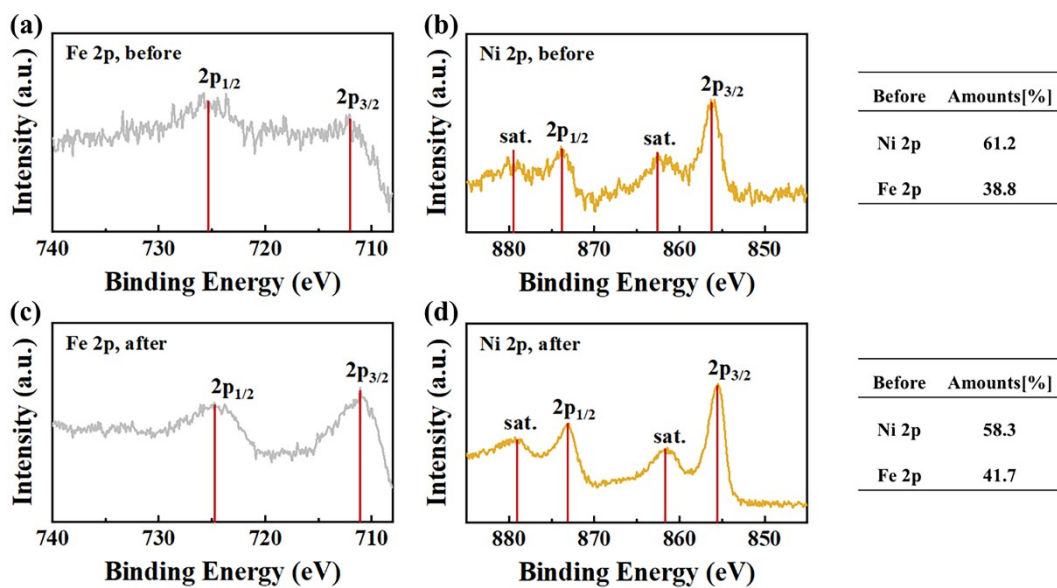 (a)
Fe 2p, before
2p1/2
2p3/2
Intensity (a.u.)
740 730 720 710
Binding Energy (eV)
(b)
Ni 2p, before
sat.
2p1/2
sat.
2p3/2
Intensity (a.u.)
880 870 860 850
Binding Energy (eV)
Before Amounts[%]
Ni 2p 61.2
Fe 2p 38.8
(c)
Fe 2p, after
2p1/2
2p3/2
Intensity (a.u.)
740 730 720 710
Binding Energy (eV)
(d)
Ni 2p, after
sat.
2p1/2
sat.
2p3/2
Intensity (a.u.)
880 870 860 850
Binding Energy (eV)
Before Amounts[%]
Ni 2p 58.3
Fe 2p 41.7